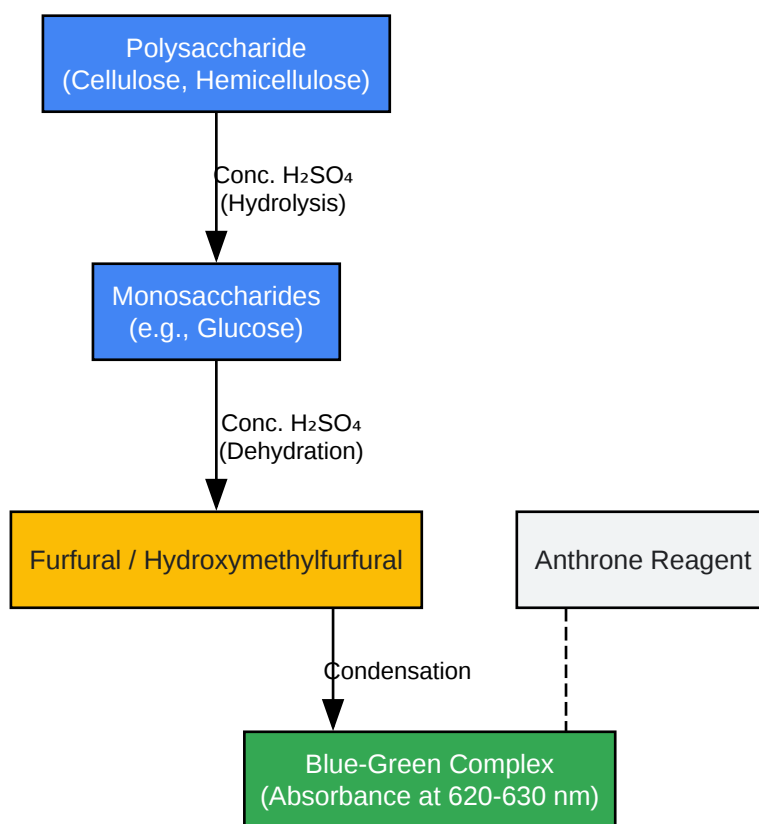 Polysaccharide
(Cellulose, Hemicellulose)
Conc. H₂SO₄
(Hydrolysis)
Monosaccharides
(e.g., Glucose)
Conc. H₂SO₄
(Dehydration)
Furfural / Hydroxymethylfurfural
Anthrone Reagent
Condensation
Blue-Green Complex
(Absorbance at 620-630 nm)